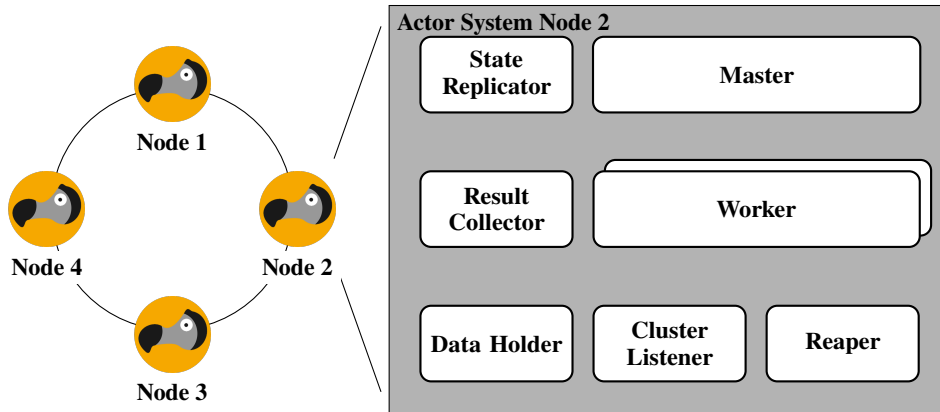 Actor System Node 2
State
Replicator
Master
Result
Collector
Worker
Data Holder
Cluster
Listener
Reaper
Node 1
Node 2
Node 3
Node 4